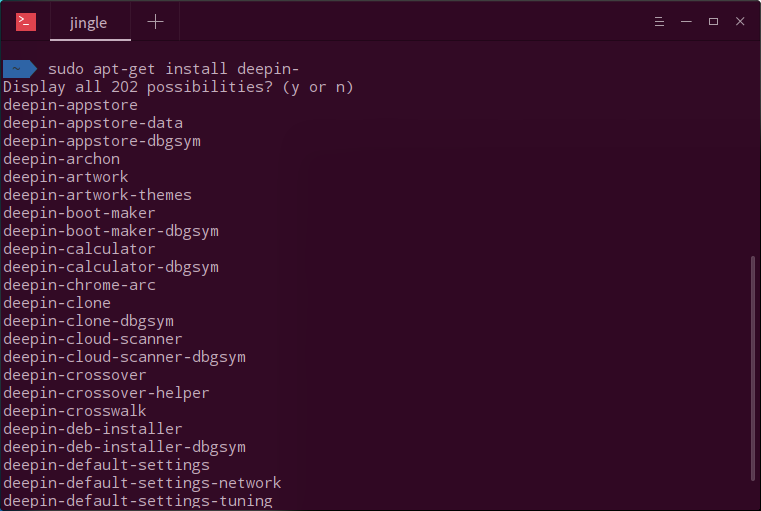 jingle
~ sudo apt-get install deepin-
Display all 202 possibilities? (y or n)
deepin-appstore
deepin-appstore-data
deepin-appstore-dbgsym
deepin-archon
deepin-artwork
deepin-artwork-themes
deepin-boot-maker
deepin-boot-maker-dbgsym
deepin-calculator
deepin-calculator-dbgsym
deepin-chrome-arc
deepin-clone
deepin-clone-dbgsym
deepin-cloud-scanner
deepin-cloud-scanner-dbgsym
deepin-crossover
deepin-crossover-helper
deepin-crosswalk
deepin-deb-installer
deepin-deb-installer-dbgsym
deepin-default-settings
deepin-default-settings-network
deepin-default-settings-tuning